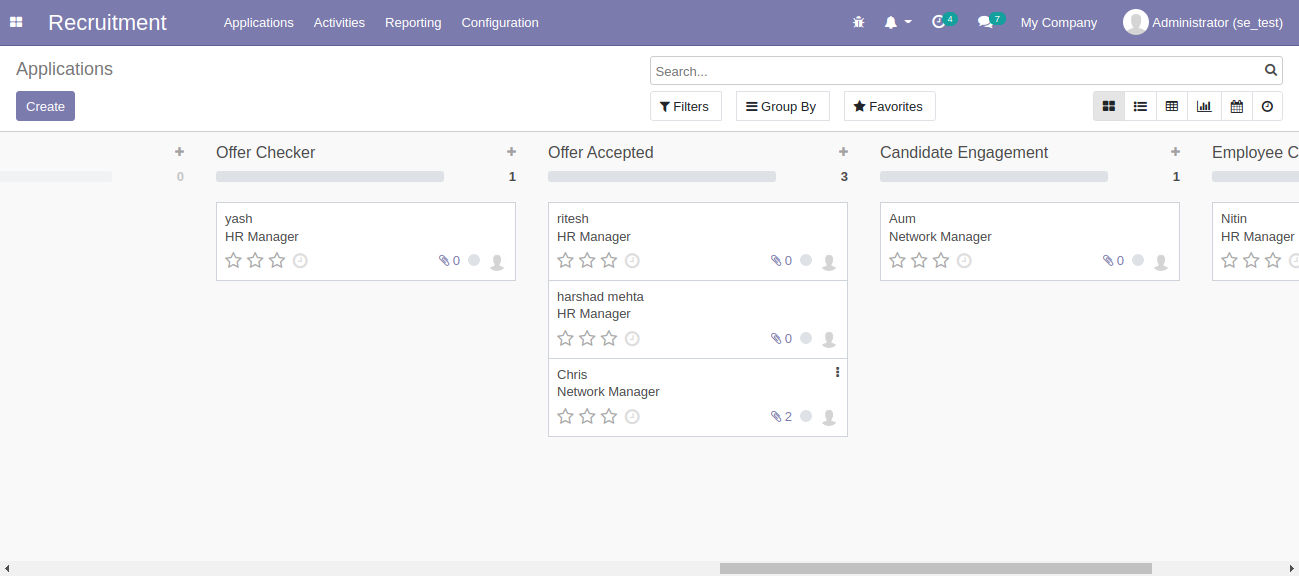 Recruitment Applications Activities Reporting Configuration 4 7 My Company Administrator (se_test)
Applications
Search...
Create Filters Group By Favorites
Offer Checker Offer Accepted Candidate Engagement Employee C
0 1 3 1
yash
HR Manager
0
ritesh
HR Manager
0
harshad mehta
HR Manager
0
Chris
Network Manager
2
Aum
Network Manager
0
Nitin
HR Manager